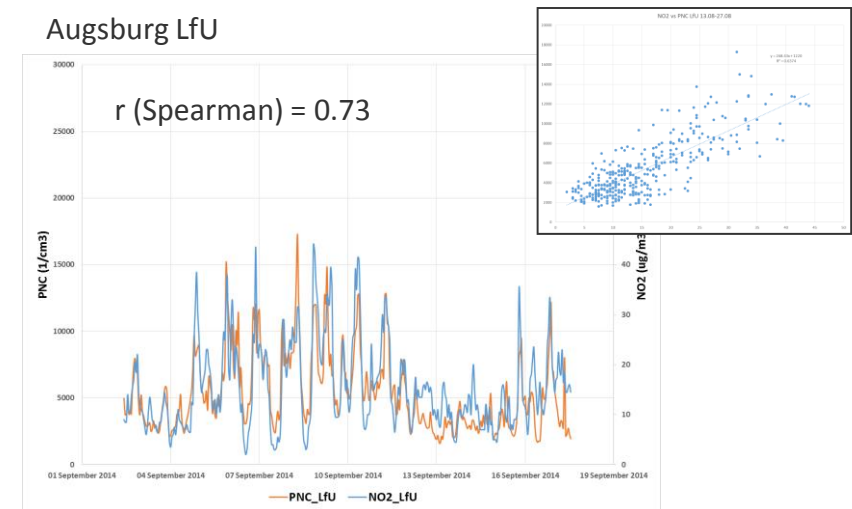 Augsburg LfU
NO2 vs PNC LfU 13.08-27.08
r (Spearman) = 0.73
30000
25000
20000
15000
10000
5000
0
PNC (1/cm3)
40
30
20
10
0
NO2 (ug/m3
01 September 2014
04 September 2014
07 September 2014
10 September 2014
13 September 2014
16 September 2014
19 September 2014
PNC_LfU
NO2_LfU